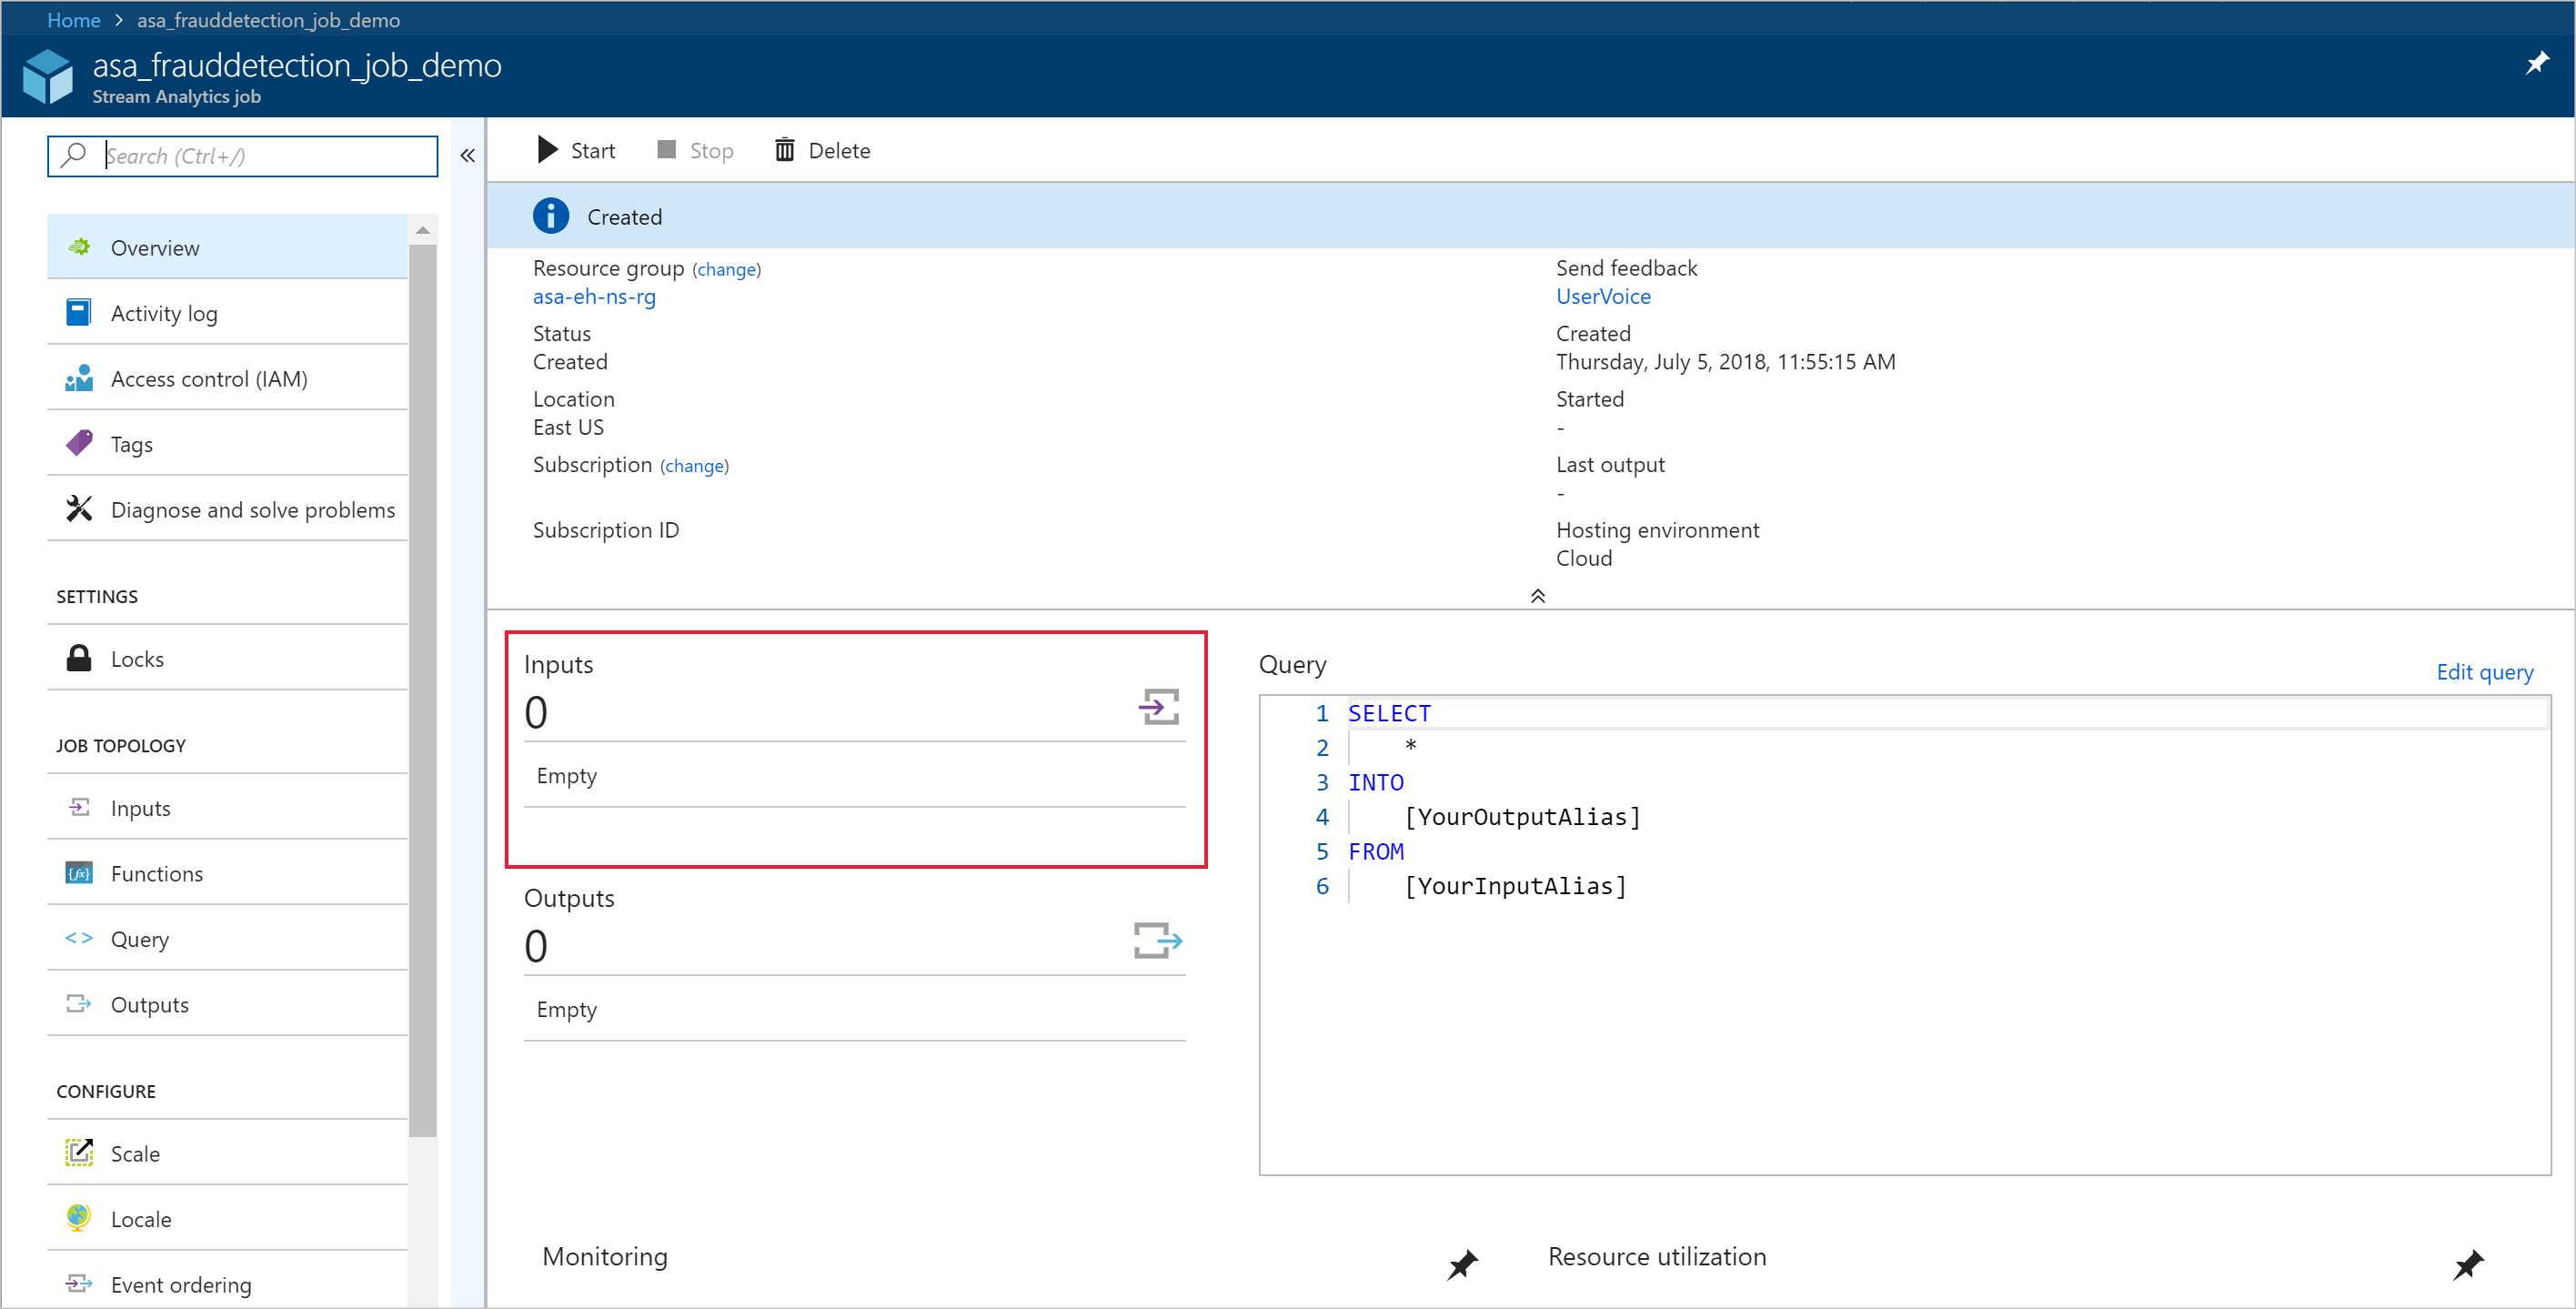 Home > asa_frauddetection_job_demo
asa_frauddetection_job_demo
Stream Analytics job
Search (Ctrl+/)
«
Overview
Activity log
Access control (IAM)
Tags
Diagnose and solve problems
SETTINGS
Locks
JOB TOPOLOGY
Inputs
Functions
Query
Outputs
CONFIGURE
Scale
Locale
Event ordering
Start
Stop
Delete
Created
Resource group (change)
asa-eh-ns-rg
Status
Created
Location
East US
Subscription (change)
Subscription ID
Send feedback
UserVoice
Created
Thursday, July 5, 2018, 11:55:15 AM
Started
-
Last output
-
Hosting environment
Cloud
Inputs
0
Empty
Outputs
0
Empty
Query
Edit query
1 SELECT
2 *
3 INTO
4 [YourOutputAlias]
5 FROM
6 [YourInputAlias]
Monitoring
Resource utilization